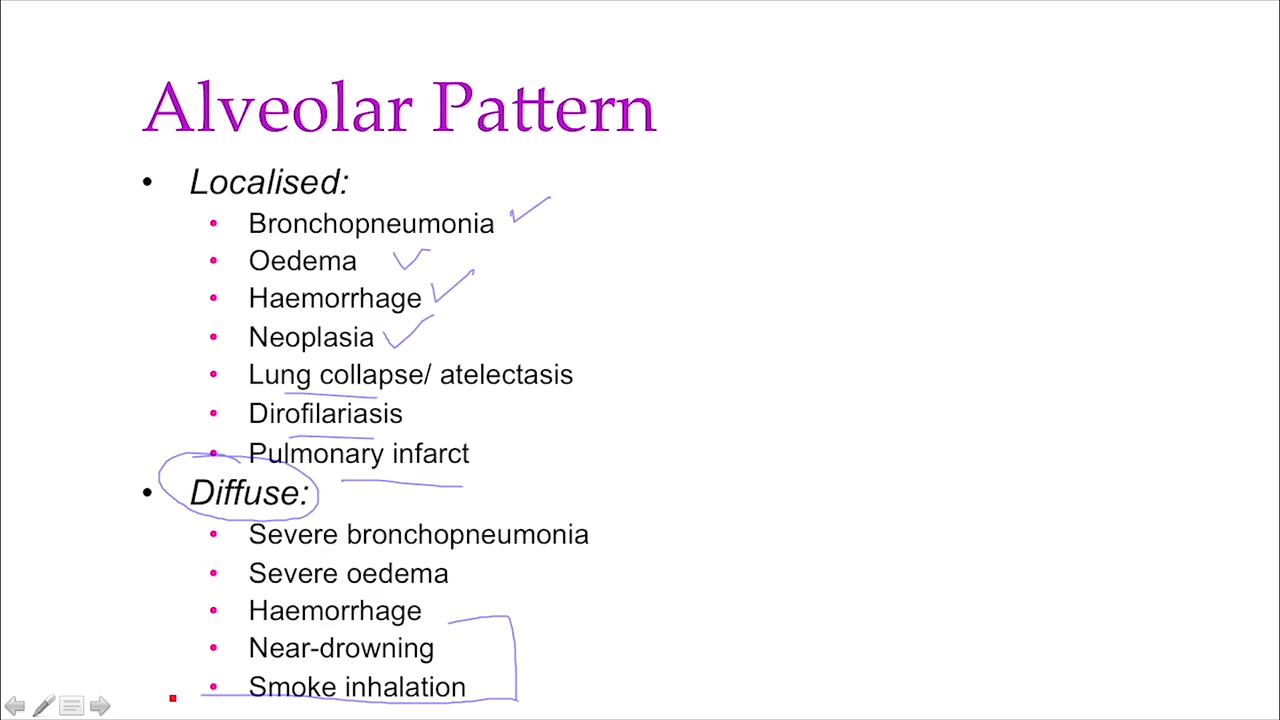 Alveolar Pattern
• Localised:
• Bronchopneumonia
• Oedema
• Haemorrhage
• Neoplasia
• Lung collapse/ atelectasis
• Dirofilariasis
• Pulmonary infarct
• Diffuse:
• Severe bronchopneumonia
• Severe oedema
• Haemorrhage
• Near-drowning
• Smoke inhalation